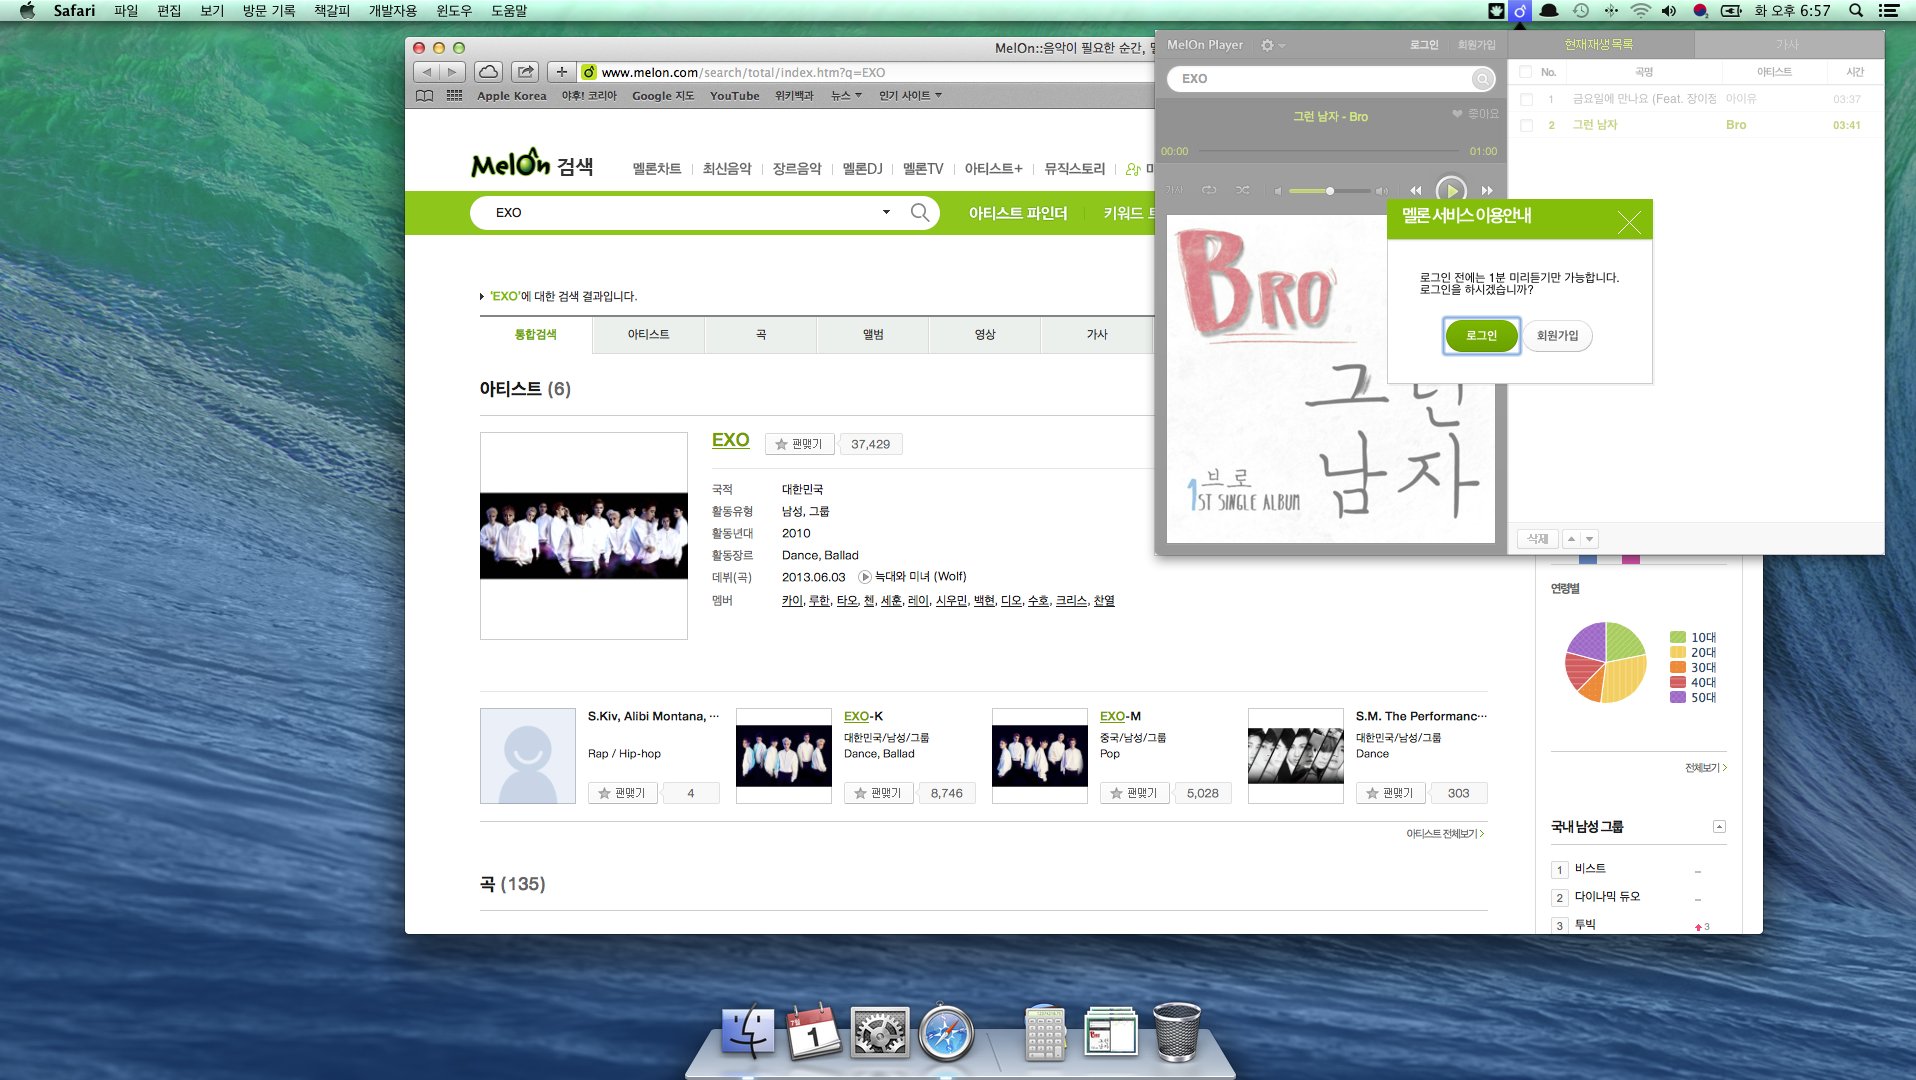 Safari 파일 편집 보기 방문 기록 책갈피 개발자용 윈도우 도움말
화 오후 6:57
MelOn::음악이 필요한 순간,
www.melon.com/search/total/index.htm?q=EXO
Apple Korea 야후! 코리아 Google 지도 YouTube 위키백과 뉴스 인기 사이트
MelOn 검색
멜론차트 최신음악 장르음악 멜론DJ 멜론TV 아티스트+ 뮤직스토리
EXO
아티스트 파인더 키워드
'EXO'에 대한 검색 결과입니다.
통합검색 아티스트 곡 앨범 영상 가사
아티스트 (6)
EXO 팬맺기 37,429
국적 대한민국
활동유형 남성, 그룹
활동년대 2010
활동장르 Dance, Ballad
데뷔(곡) 2013.06.03 늑대와 미녀 (Wolf)
멤버 카이, 루한, 타오, 첸, 세훈, 레이, 시우민, 백현, 디오, 수호, 크리스, 찬열
S.Kiv, Alibi Montana, ···
Rap / Hip-hop
팬맺기 4
EXO-K
대한민국/남성/그룹
Dance, Ballad
팬맺기 8,746
EXO-M
중국/남성/그룹
Pop
팬맺기 5,028
S.M. The Performanc···
대한민국/남성/그룹
Dance
팬맺기 303
아티스트 전체보기 >
곡 (135)
MelOn Player 로그인 회원가입
EXO
그런 남자 - Bro 좋아요
00:00 01:00
가사
BRO
그런
남자
브로
1ST SINGLE ALBUM
현재재생 목록 가사
No. 곡명 아티스트 시간
1 금요일에 만나요 (Feat. 장이정 아이유 03:37
2 그런 남자 Bro 03:41
삭제
멜론 서비스 이용안내
로그인 전에는 1분 미리듣기만 가능합니다.
로그인을 하시겠습니까?
로그인 회원가입
연령별
10대
20대
30대
40대
50대
전체보기 >
국내 남성 그룹
1 비스트 –
2 다이나믹 듀오 –
3 투빅 3
7월
1